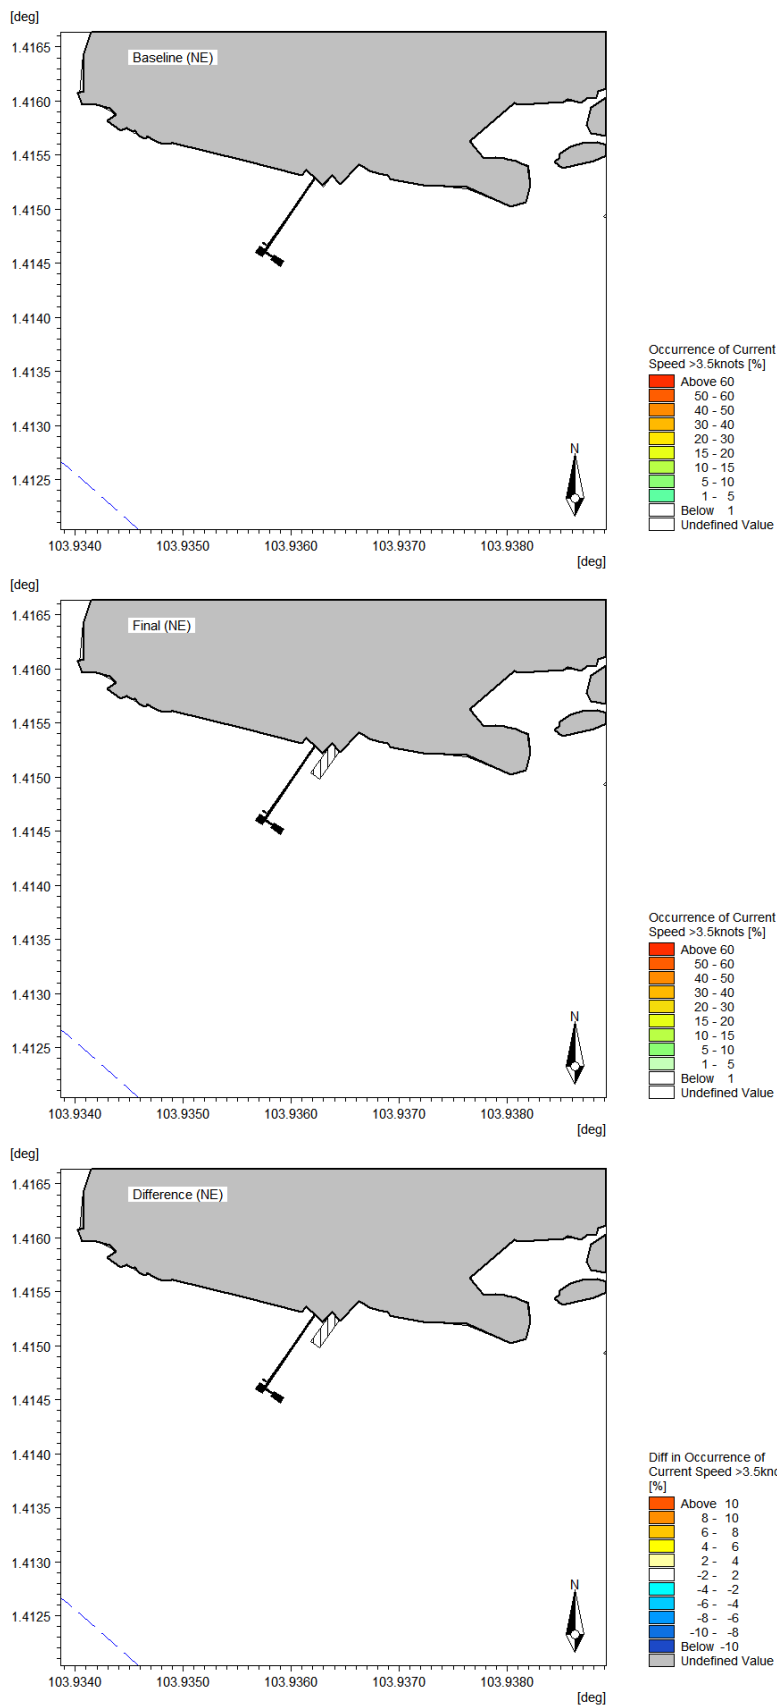 [deg]
1.4165
Baseline (NE)
1.4160
1.4155
1.4150
1.4145
1.4140
1.4135
1.4130
1.4125
N
103.9340 103.9350 103.9360 103.9370 103.9380
[deg]
Occurrence of Current
Speed >3.5knots [%]
Above 60
50 - 60
40 - 50
30 - 40
20 - 30
15 - 20
10 - 15
5 - 10
1 - 5
Below 1
Undefined Value
[deg]
1.4165
Final (NE)
1.4160
1.4155
1.4150
1.4145
1.4140
1.4135
1.4130
1.4125
N
103.9340 103.9350 103.9360 103.9370 103.9380
[deg]
Occurrence of Current
Speed >3.5knots [%]
Above 60
50 - 60
40 - 50
30 - 40
20 - 30
15 - 20
10 - 15
5 - 10
1 - 5
Below 1
Undefined Value
[deg]
1.4165
Difference (NE)
1.4160
1.4155
1.4150
1.4145
1.4140
1.4135
1.4130
1.4125
N
103.9340 103.9350 103.9360 103.9370 103.9380
[deg]
Diff in Occurrence of
Current Speed >3.5kno
[%]
Above 10
8 - 10
6 - 8
4 - 6
2 - 4
-2 - 2
-4 - -2
-6 - -4
-8 - -6
-10 - -8
Below -10
Undefined Value